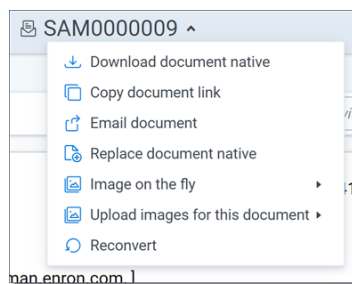 SAM0000009
Download document native
Copy document link
Email document
Replace document native
Image on the fly
Upload images for this document
Reconvert
man.enron.com, ]